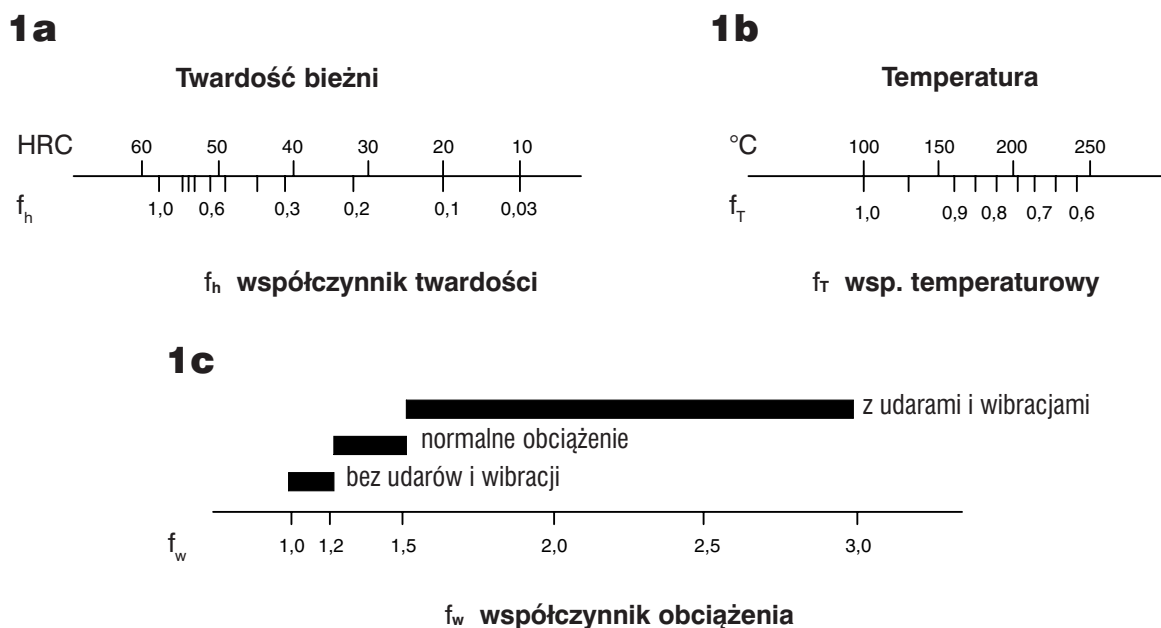 1a
Twardość bieżni
HRC 60 50 40 30 20 10
fh 1,0 0,6 0,3 0,2 0,1 0,03
fh współczynnik twardości
1b
Temperatura
°C 100 150 200 250
fT 1,0 0,9 0,8 0,7 0,6
fT wsp. temperaturowy
1c
z udarami i wibracjami
normalne obciążenie
bez udarów i wibracji
fw 1,0 1,2 1,5 2,0 2,5 3,0
fw współczynnik obciążenia